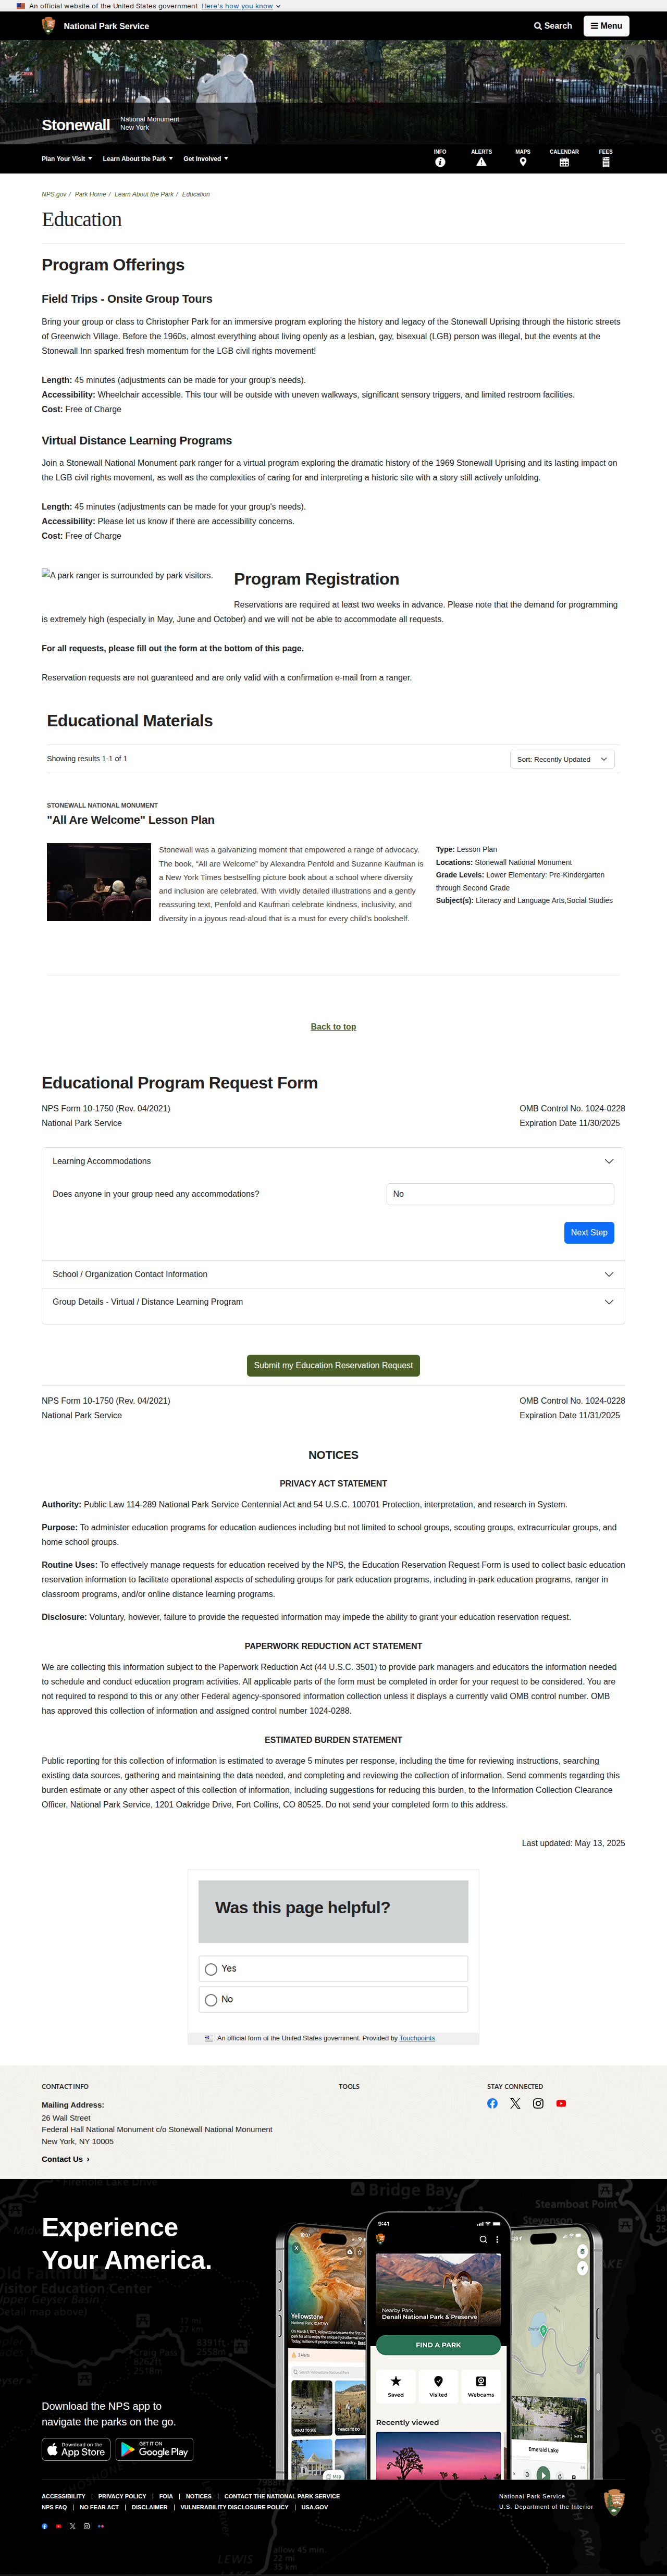 An official website of the United States government Here's how you know
National Park Service
Search
Menu
Stonewall
National Monument
New York
Plan Your Visit
Learn About the Park
Get Involved
INFO
ALERTS
MAPS
CALENDAR
FEES
NPS.gov / Park Home / Learn About the Park / Education
Education
Program Offerings
Field Trips - Onsite Group Tours
Bring your group or class to Christopher Park for an immersive program exploring the history and legacy of the Stonewall Uprising through the historic streets
of Greenwich Village. Before the 1960s, almost everything about living openly as a lesbian, gay, bisexual (LGB) person was illegal, but the events at the
Stonewall Inn sparked fresh momentum for the LGB civil rights movement!
Length: 45 minutes (adjustments can be made for your group's needs).
Accessibility: Wheelchair accessible. This tour will be outside with uneven walkways, significant sensory triggers, and limited restroom facilities.
Cost: Free of Charge
Virtual Distance Learning Programs
Join a Stonewall National Monument park ranger for a virtual program exploring the dramatic history of the 1969 Stonewall Uprising and its lasting impact on
the LGB civil rights movement, as well as the complexities of caring for and interpreting a historic site with a story still actively unfolding.
Length: 45 minutes (adjustments can be made for your group's needs).
Accessibility: Please let us know if there are accessibility concerns.
Cost: Free of Charge
A park ranger is surrounded by park visitors.
Program Registration
Reservations are required at least two weeks in advance. Please note that the demand for programming
is extremely high (especially in May, June and October) and we will not be able to accommodate all requests.
For all requests, please fill out the form at the bottom of this page.
Reservation requests are not guaranteed and are only valid with a confirmation e-mail from a ranger.
Educational Materials
Showing results 1-1 of 1
Sort: Recently Updated
STONEWALL NATIONAL MONUMENT
"All Are Welcome" Lesson Plan
Stonewall was a galvanizing moment that empowered a range of advocacy.
The book, "All are Welcome" by Alexandra Penfold and Suzanne Kaufman is
a New York Times bestselling picture book about a school where diversity
and inclusion are celebrated. With vividly detailed illustrations and a gently
reassuring text, Penfold and Kaufman celebrate kindness, inclusivity, and
diversity in a joyous read-aloud that is a must for every child's bookshelf.
Type: Lesson Plan
Locations: Stonewall National Monument
Grade Levels: Lower Elementary: Pre-Kindergarten
through Second Grade
Subject(s): Literacy and Language Arts,Social Studies
Back to top
Educational Program Request Form
NPS Form 10-1750 (Rev. 04/2021)
National Park Service
OMB Control No. 1024-0228
Expiration Date 11/30/2025
Learning Accommodations
Does anyone in your group need any accommodations?
No
Next Step
School / Organization Contact Information
Group Details - Virtual / Distance Learning Program
Submit my Education Reservation Request
NPS Form 10-1750 (Rev. 04/2021)
National Park Service
OMB Control No. 1024-0228
Expiration Date 11/31/2025
NOTICES
PRIVACY ACT STATEMENT
Authority: Public Law 114-289 National Park Service Centennial Act and 54 U.S.C. 100701 Protection, interpretation, and research in System.
Purpose: To administer education programs for education audiences including but not limited to school groups, scouting groups, extracurricular groups, and
home school groups.
Routine Uses: To effectively manage requests for education received by the NPS, the Education Reservation Request Form is used to collect basic education
reservation information to facilitate operational aspects of scheduling groups for park education programs, including in-park education programs, ranger in
classroom programs, and/or online distance learning programs.
Disclosure: Voluntary, however, failure to provide the requested information may impede the ability to grant your education reservation request.
PAPERWORK REDUCTION ACT STATEMENT
We are collecting this information subject to the Paperwork Reduction Act (44 U.S.C. 3501) to provide park managers and educators the information needed
to schedule and conduct education program activities. All applicable parts of the form must be completed in order for your request to be considered. You are
not required to respond to this or any other Federal agency-sponsored information collection unless it displays a currently valid OMB control number. OMB
has approved this collection of information and assigned control number 1024-0288.
ESTIMATED BURDEN STATEMENT
Public reporting for this collection of information is estimated to average 5 minutes per response, including the time for reviewing instructions, searching
existing data sources, gathering and maintaining the data needed, and completing and reviewing the collection of information. Send comments regarding this
burden estimate or any other aspect of this collection of information, including suggestions for reducing this burden, to the Information Collection Clearance
Officer, National Park Service, 1201 Oakridge Drive, Fort Collins, CO 80525. Do not send your completed form to this address.
Last updated: May 13, 2025
Was this page helpful?
Yes
No
An official form of the United States government. Provided by Touchpoints
CONTACT INFO
Mailing Address:
26 Wall Street
Federal Hall National Monument c/o Stonewall National Monument
New York, NY 10005
Contact Us
TOOLS
STAY CONNECTED
Experience
Your America.
Download the NPS app to
navigate the parks on the go.
Download on the
App Store
GET IT ON
Google Play
Bridge Bay
Steamboat Point
Stevenson
Craig Pass
8262ft
2518m
8391ft
2558m
17 mi
27 km
Yellowstone
WHAT TO SEE
THINGS TO DO
Map
9:41
Nearby Park
Denali National Park & Preserve
FIND A PARK
Saved
Visited
Webcams
Recently viewed
Emerald Lake
LEWIS
allow 45 min
22 mi
35 km
ACCESSIBILITY
PRIVACY POLICY
FOIA
NOTICES
CONTACT THE NATIONAL PARK SERVICE
NPS FAQ
NO FEAR ACT
DISCLAIMER
VULNERABILITY DISCLOSURE POLICY
USA.GOV
National Park Service
U.S. Department of the Interior